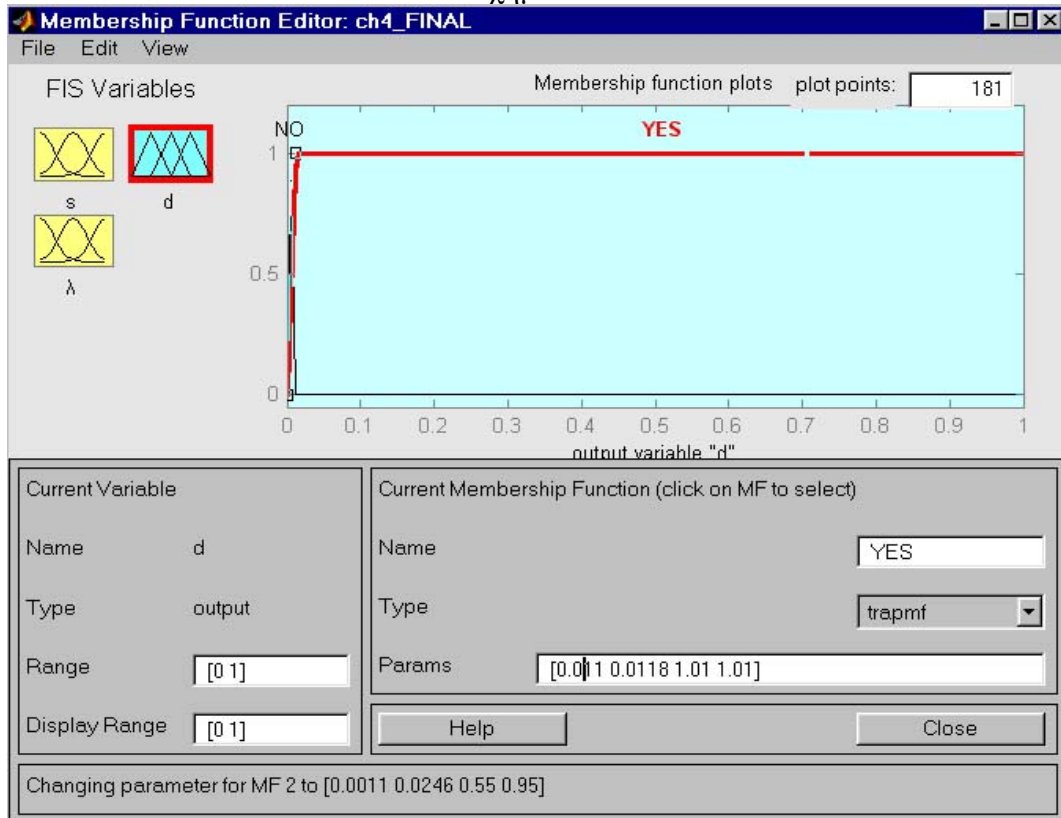 Membership Function Editor: ch4_FINAL
File Edit View
FIS Variables
Membership function plots plot points: 181
NO
YES
s
d
λ
1
0.5
0
0 0.1 0.2 0.3 0.4 0.5 0.6 0.7 0.8 0.9 1
output variable "d"
Current Variable
Name d
Type output
Range [0 1]
Display Range [0 1]
Current Membership Function (click on MF to select)
Name YES
Type trapmf
Params [0.011 0.0118 1.01 1.01]
Help Close
Changing parameter for MF 2 to [0.0011 0.0246 0.55 0.95]